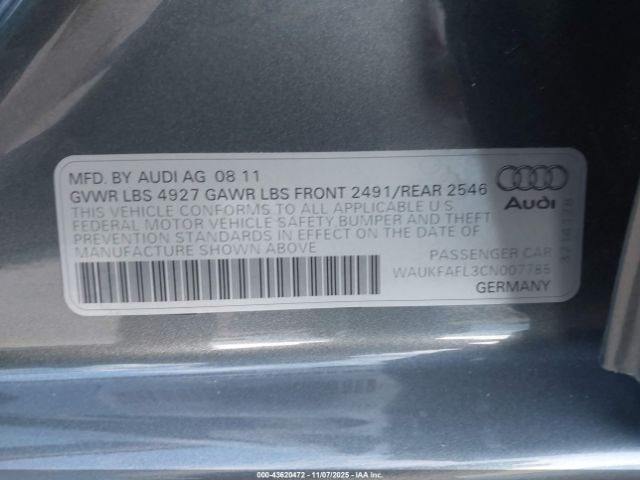 MFD. BY AUDI AG 08 11
GVWR LBS 4927 GAWR LBS FRONT 2491/REAR 2546
THIS VEHICLE CONFORMS TO ALL APPLICABLE U S
FEDERAL MOTOR VEHICLE SAFETY BUMPER AND THEFT
PREVENTION STANDARDS IN EFFECT ON THE DATE OF
MANUFACTURE SHOWN ABOVE
Audi
PASSENGER CAR
WAUKFAFL3CN007785
GERMANY
000-43620472 - 11/07/2025 - IAA Corp.